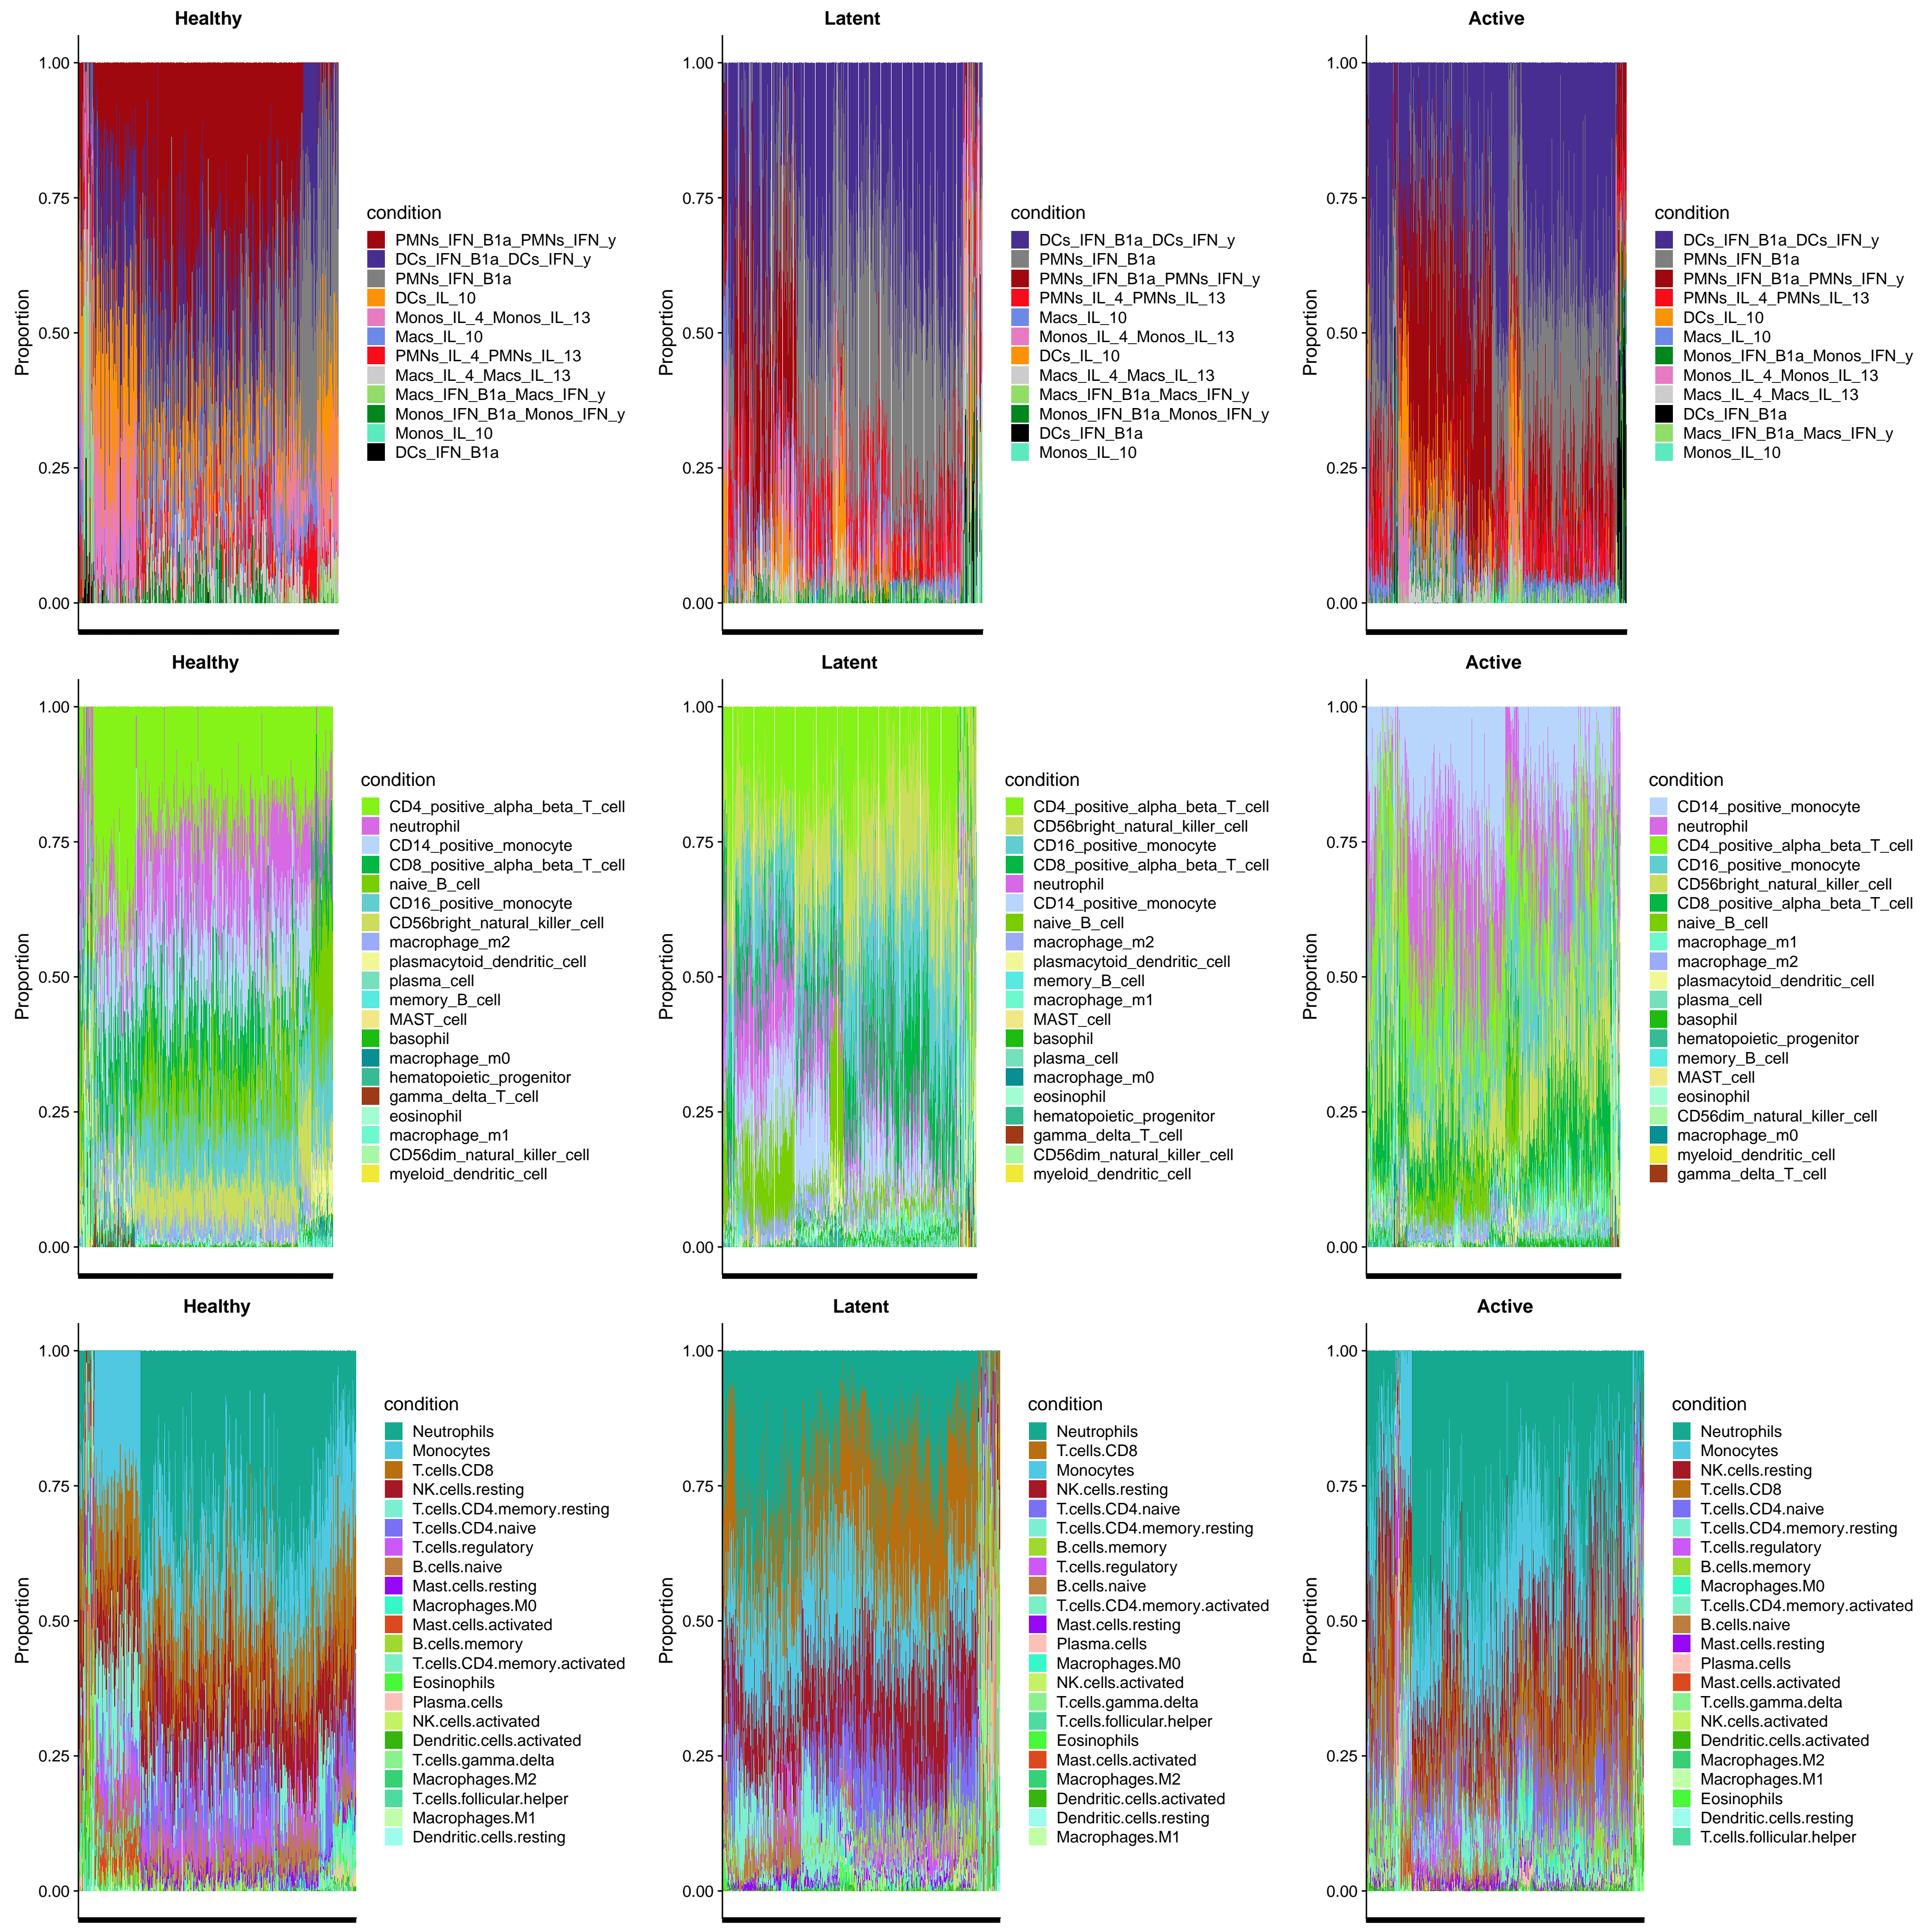 Healthy
1.00
0.75
0.50
0.25
0.00
Proportion
condition
PMNs_IFN_B1a_PMNs_IFN_y
DCs_IFN_B1a_DCs_IFN_y
PMNs_IFN_B1a
DCs_IL_10
Monos_IL_4_Monos_IL_13
Macs_IL_10
PMNs_IL_4_PMNs_IL_13
Macs_IL_4_Macs_IL_13
Macs_IFN_B1a_Macs_IFN_y
Monos_IFN_B1a_Monos_IFN_y
Monos_IL_10
DCs_IFN_B1a
Latent
1.00
0.75
0.50
0.25
0.00
Proportion
condition
DCs_IFN_B1a_DCs_IFN_y
PMNs_IFN_B1a
PMNs_IFN_B1a_PMNs_IFN_y
PMNs_IL_4_PMNs_IL_13
Macs_IL_10
Monos_IL_4_Monos_IL_13
DCs_IL_10
Macs_IL_4_Macs_IL_13
Macs_IFN_B1a_Macs_IFN_y
Monos_IFN_B1a_Monos_IFN_y
DCs_IFN_B1a
Monos_IL_10
Active
1.00
0.75
0.50
0.25
0.00
Proportion
condition
DCs_IFN_B1a_DCs_IFN_y
PMNs_IFN_B1a
PMNs_IFN_B1a_PMNs_IFN_y
PMNs_IL_4_PMNs_IL_13
DCs_IL_10
Macs_IL_10
Monos_IFN_B1a_Monos_IFN_y
Monos_IL_4_Monos_IL_13
Macs_IL_4_Macs_IL_13
DCs_IFN_B1a
Macs_IFN_B1a_Macs_IFN_y
Monos_IL_10
Healthy
1.00
0.75
0.50
0.25
0.00
Proportion
condition
CD4_positive_alpha_beta_T_cell
neutrophil
CD14_positive_monocyte
CD8_positive_alpha_beta_T_cell
naive_B_cell
CD16_positive_monocyte
CD56bright_natural_killer_cell
macrophage_m2
plasmacytoid_dendritic_cell
plasma_cell
memory_B_cell
MAST_cell
basophil
macrophage_m0
hematopoietic_progenitor
gamma_delta_T_cell
eosinophil
macrophage_m1
CD56dim_natural_killer_cell
myeloid_dendritic_cell
Latent
1.00
0.75
0.50
0.25
0.00
Proportion
condition
CD4_positive_alpha_beta_T_cell
CD56bright_natural_killer_cell
CD16_positive_monocyte
CD8_positive_alpha_beta_T_cell
neutrophil
CD14_positive_monocyte
naive_B_cell
macrophage_m2
plasmacytoid_dendritic_cell
memory_B_cell
macrophage_m1
MAST_cell
basophil
plasma_cell
macrophage_m0
eosinophil
hematopoietic_progenitor
gamma_delta_T_cell
CD56dim_natural_killer_cell
myeloid_dendritic_cell
Active
1.00
0.75
0.50
0.25
0.00
Proportion
condition
CD14_positive_monocyte
neutrophil
CD4_positive_alpha_beta_T_cell
CD16_positive_monocyte
CD56bright_natural_killer_cell
CD8_positive_alpha_beta_T_cell
naive_B_cell
macrophage_m1
macrophage_m2
plasmacytoid_dendritic_cell
plasma_cell
basophil
hematopoietic_progenitor
memory_B_cell
MAST_cell
eosinophil
CD56dim_natural_killer_cell
macrophage_m0
myeloid_dendritic_cell
gamma_delta_T_cell
Healthy
1.00
0.75
0.50
0.25
0.00
Proportion
condition
Neutrophils
Monocytes
T.cells.CD8
NK.cells.resting
T.cells.CD4.memory.resting
T.cells.CD4.naive
T.cells.regulatory
B.cells.naive
Mast.cells.resting
Macrophages.M0
Mast.cells.activated
B.cells.memory
T.cells.CD4.memory.activated
Eosinophils
Plasma.cells
NK.cells.activated
Dendritic.cells.activated
T.cells.gamma.delta
Macrophages.M2
T.cells.follicular.helper
Macrophages.M1
Dendritic.cells.resting
Latent
1.00
0.75
0.50
0.25
0.00
Proportion
condition
Neutrophils
T.cells.CD8
Monocytes
NK.cells.resting
T.cells.CD4.naive
T.cells.CD4.memory.resting
B.cells.memory
T.cells.regulatory
B.cells.naive
T.cells.CD4.memory.activated
Mast.cells.resting
Plasma.cells
Macrophages.M0
NK.cells.activated
T.cells.gamma.delta
T.cells.follicular.helper
Eosinophils
Mast.cells.activated
Macrophages.M2
Dendritic.cells.activated
Dendritic.cells.resting
Macrophages.M1
Active
1.00
0.75
0.50
0.25
0.00
Proportion
condition
Neutrophils
Monocytes
NK.cells.resting
T.cells.CD8
T.cells.CD4.naive
T.cells.CD4.memory.resting
T.cells.regulatory
B.cells.memory
Macrophages.M0
T.cells.CD4.memory.activated
B.cells.naive
Mast.cells.resting
Plasma.cells
Mast.cells.activated
T.cells.gamma.delta
NK.cells.activated
Dendritic.cells.activated
Macrophages.M2
Macrophages.M1
Eosinophils
Dendritic.cells.resting
T.cells.follicular.helper